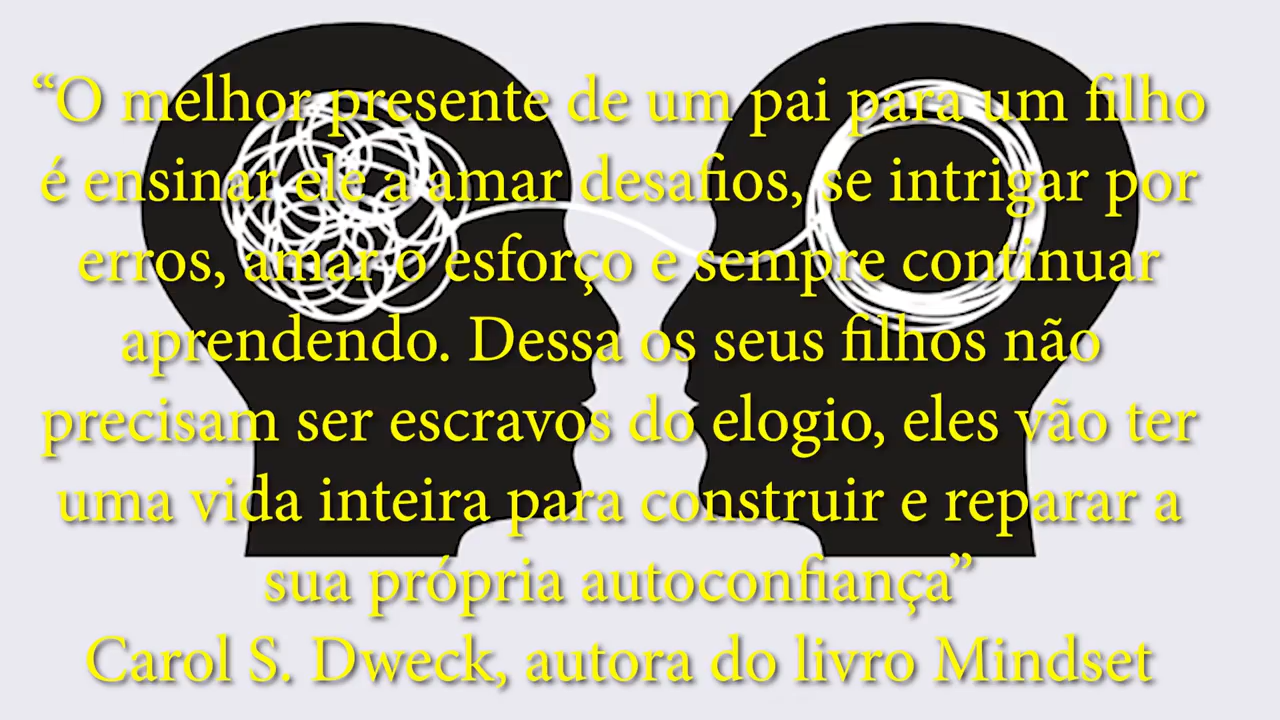 “O melhor presente de um pai para um filho
é ensinar ele a amar desafios, se intrigar por
erros, amar o esforço e sempre continuar
aprendendo. Dessa os seus filhos não
precisam ser escravos do elogio, eles vão ter
uma vida inteira para construir e reparar a
sua própria autoconfiança”
Carol S. Dweck, autora do livro Mindset